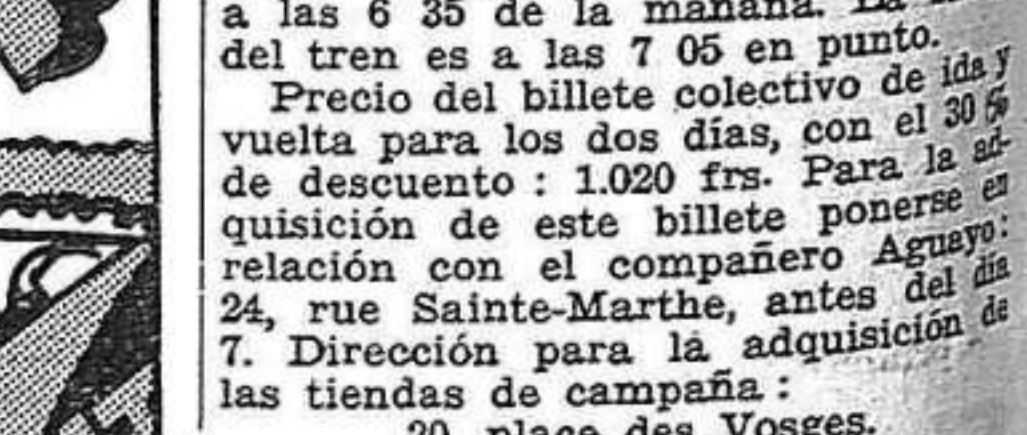 a las 6 35 de la mañana. La
del tren es a las 7 05 en punto.
Precio del billete colectivo de ida y
vuelta para los dos días, con el 30 %
de descuento : 1.020 frs. Para la ad-
quisición de este billete ponerse en
relación con el compañero Aguayo:
24, rue Sainte-Marthe, antes del día
7. Dirección para la adquisición de
las tiendas de campaña :
20, place des Vosges.